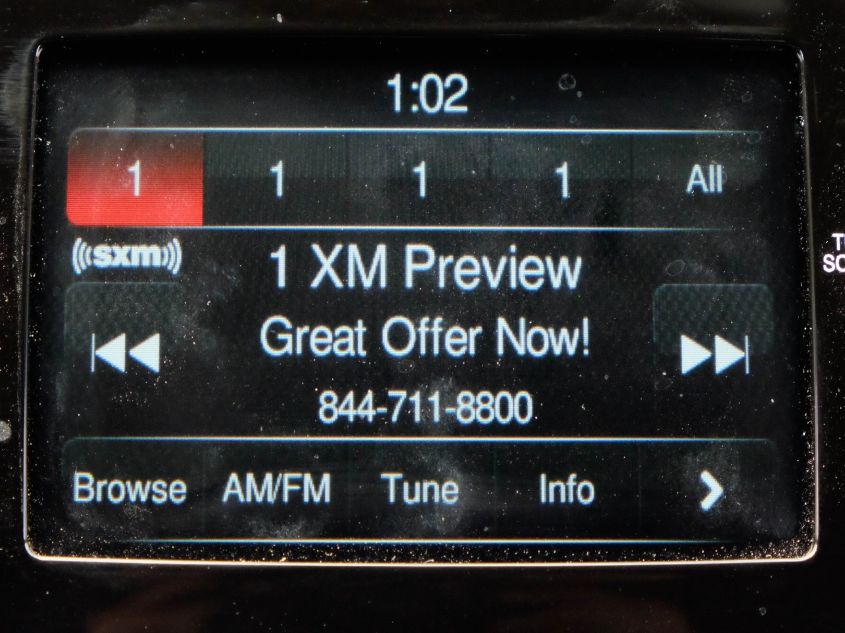 1:02
1 1 1 1 All
((sxm))
1 XM Preview
Great Offer Now!
844-711-8800
Browse AM/FM Tune Info